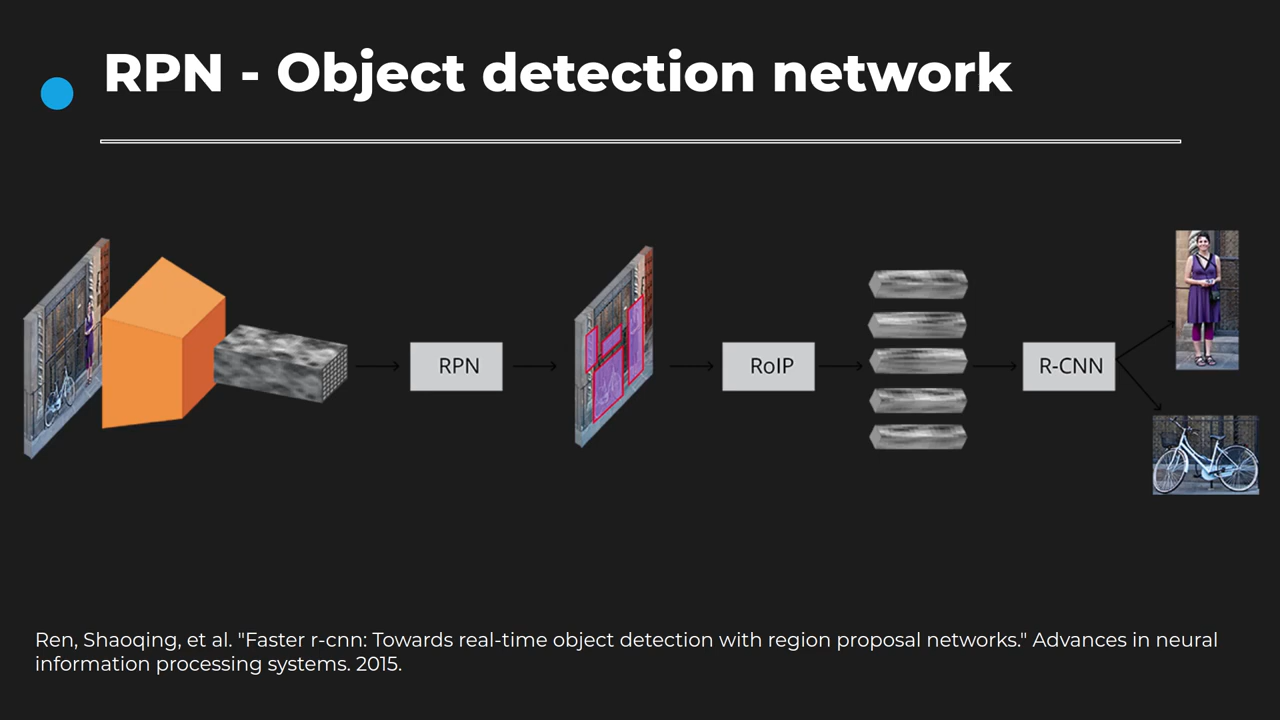 RPN - Object detection network
RPN
RoIP
R-CNN
Ren, Shaoqing, et al. "Faster r-cnn: Towards real-time object detection with region proposal networks." Advances in neural
information processing systems. 2015.